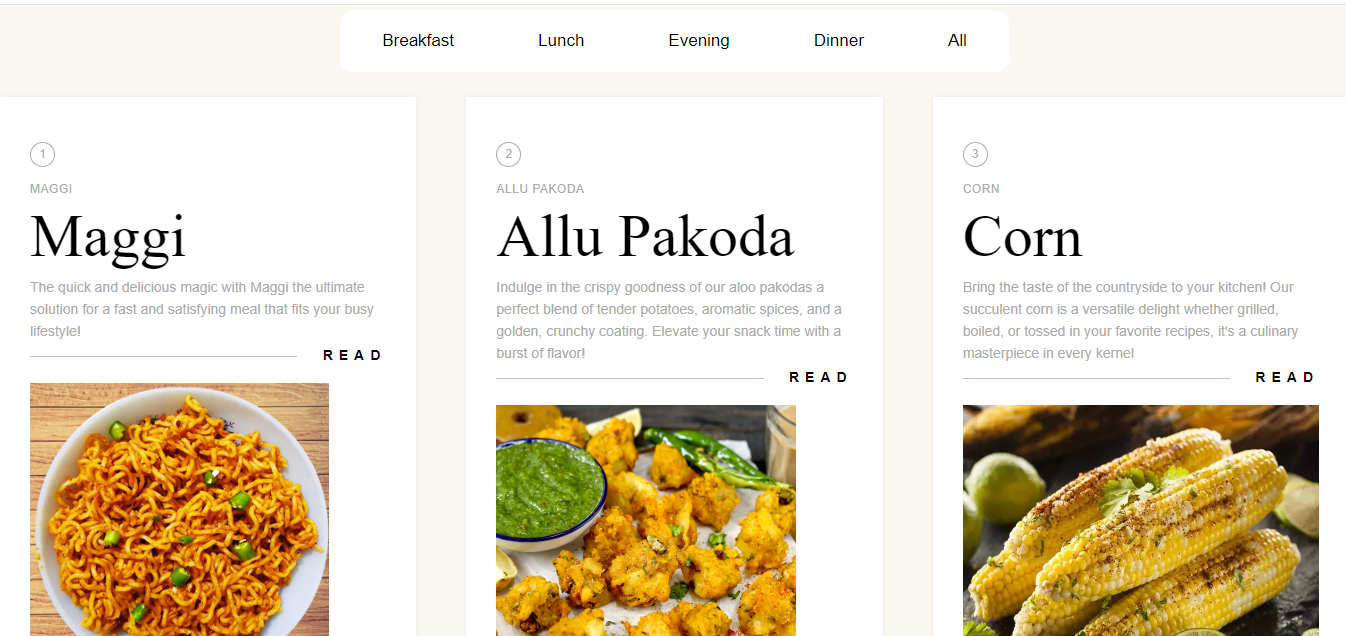 Breakfast Lunch Evening Dinner All
1
MAGGI
Maggi
The quick and delicious magic with Maggi the ultimate
solution for a fast and satisfying meal that fits your busy
lifestyle!
READ
2
ALLU PAKODA
Allu Pakoda
Indulge in the crispy goodness of our aloo pakodas a
perfect blend of tender potatoes, aromatic spices, and a
golden, crunchy coating. Elevate your snack time with a
burst of flavor!
READ
3
CORN
Corn
Bring the taste of the countryside to your kitchen! Our
succulent corn is a versatile delight whether grilled,
boiled, or tossed in your favorite recipes, it's a culinary
masterpiece in every kernel
READ